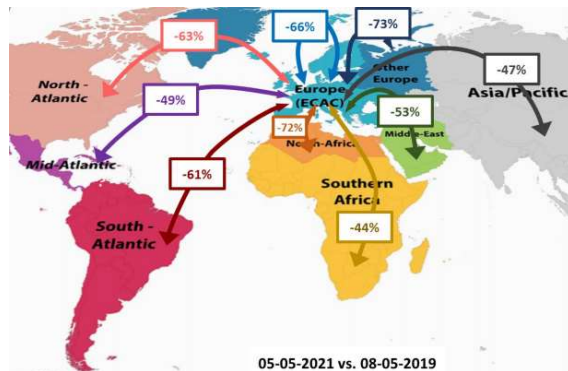 -66%
-73%
-63%
Other
Europe
-47%
North -
Atlantic
Europe
(ECAC)
Asia/Pacific
-49%
-53%
-72%
Middle-East
North-Africa
Mid-Atlantic
-61%
Southern
Africa
South -
Atlantic
-44%
05-05-2021 vs. 08-05-2019